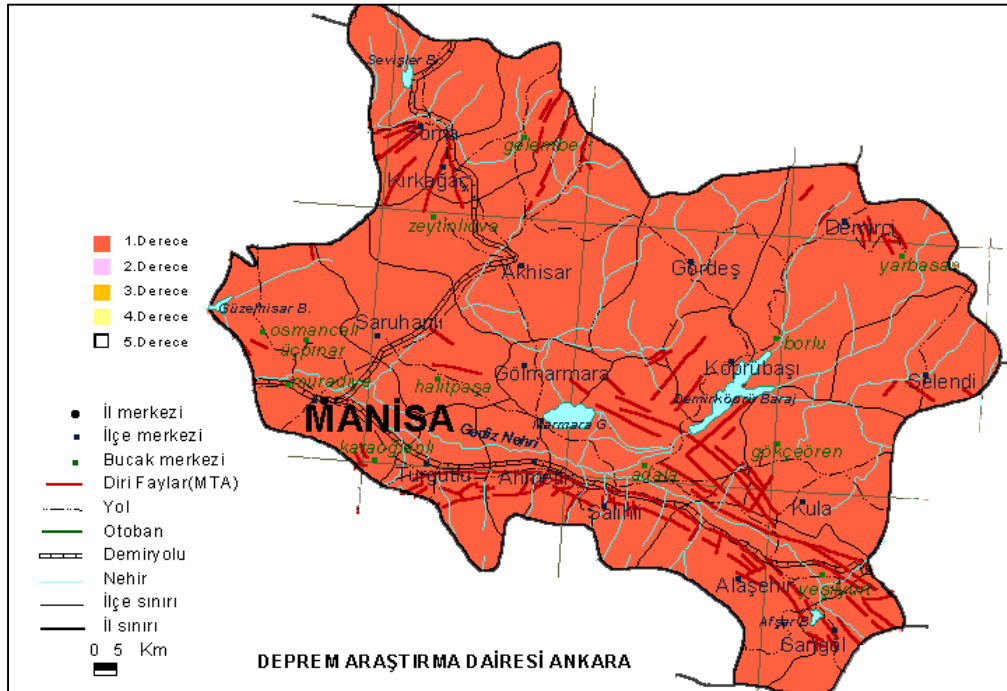 Sevişler B.
Soma
gelembe
Kırkağaç
zeytinliova
Demirci
yarbasan
Akhisar
Gördeş
1.Derece
2.Derece
3.Derece
4.Derece
5.Derece
Güzelhisar B.
osmancalı
Saruhanlı
üçpınar
borlu
muradiye
halitpaşa
Gölmarmara
Köprübaşı
Selendi
Demirköprü Baraj
MANİSA
Marmara G.
Gediz Nehri
karaoğlanlı
Turgutlu
Ahmetli
adala
gökçeören
Salihli
Kula
Alaşehir
yeşilyurt
Afşar B.
Sarıgöl
İl merkezi
İlçe merkezi
Bucak merkezi
Diri Faylar(MTA)
Yol
Otoban
Demiryolu
Nehir
İlçe sınırı
İl sınırı
0 5 Km
DEPREM ARAŞTIRMA DAİRESİ ANKARA